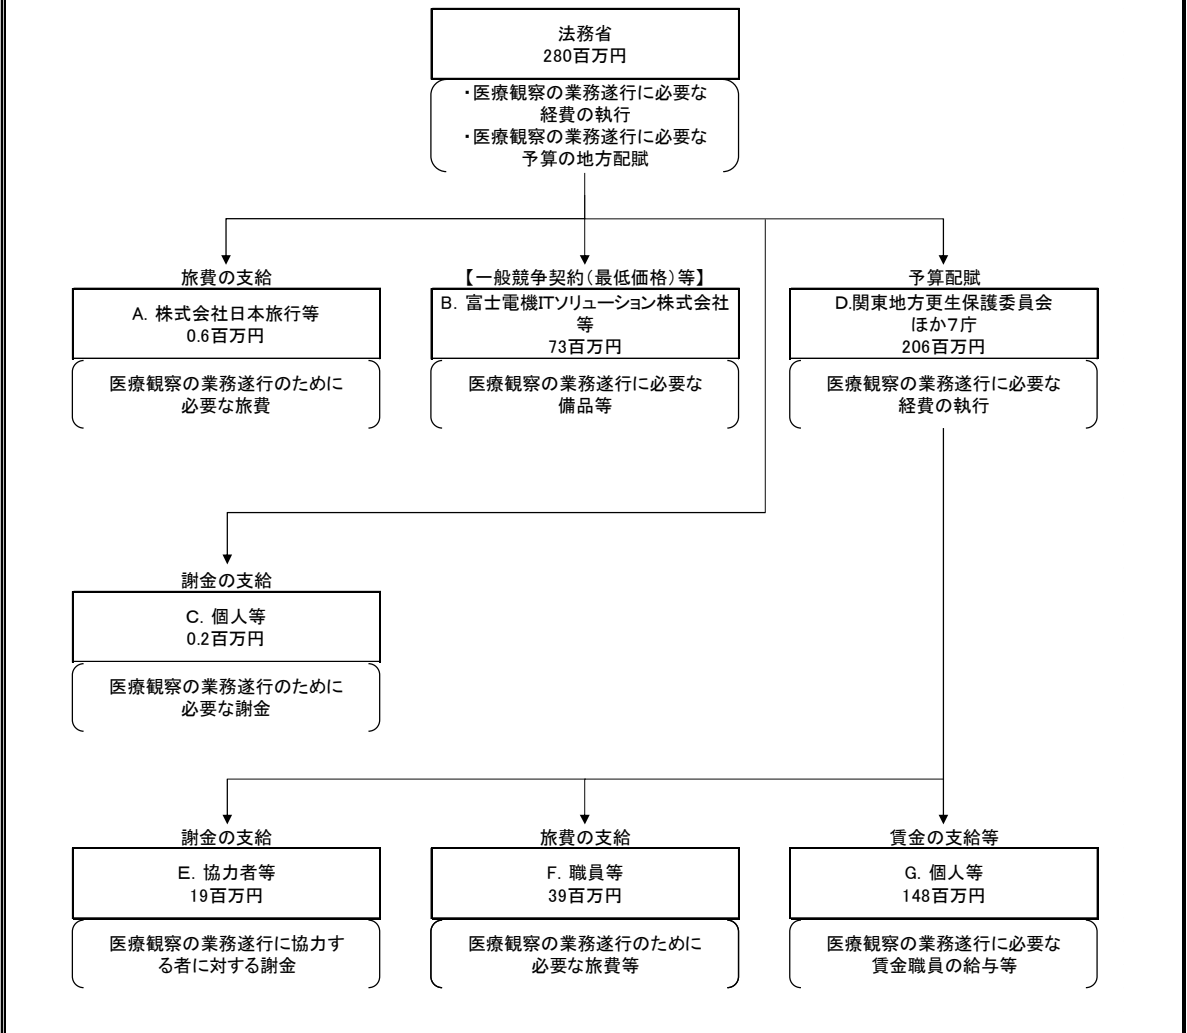 法務省
280百万円
・医療観察の業務遂行に必要な
経費の執行
・医療観察の業務遂行に必要な
予算の地方配賦
旅費の支給
A. 株式会社日本旅行等
0.6百万円
医療観察の業務遂行のために
必要な旅費
【一般競争契約(最低価格)等】
B. 富士電機ITソリューション株式会社
等
73百万円
医療観察の業務遂行に必要な
備品等
予算配賦
D.関東地方更生保護委員会
ほか7庁
206百万円
医療観察の業務遂行に必要な
経費の執行
謝金の支給
C. 個人等
0.2百万円
医療観察の業務遂行のために
必要な謝金
謝金の支給
E. 協力者等
19百万円
医療観察の業務遂行に協力す
る者に対する謝金
旅費の支給
F. 職員等
39百万円
医療観察の業務遂行のために
必要な旅費等
賃金の支給等
G. 個人等
148百万円
医療観察の業務遂行に必要な
賃金職員の給与等